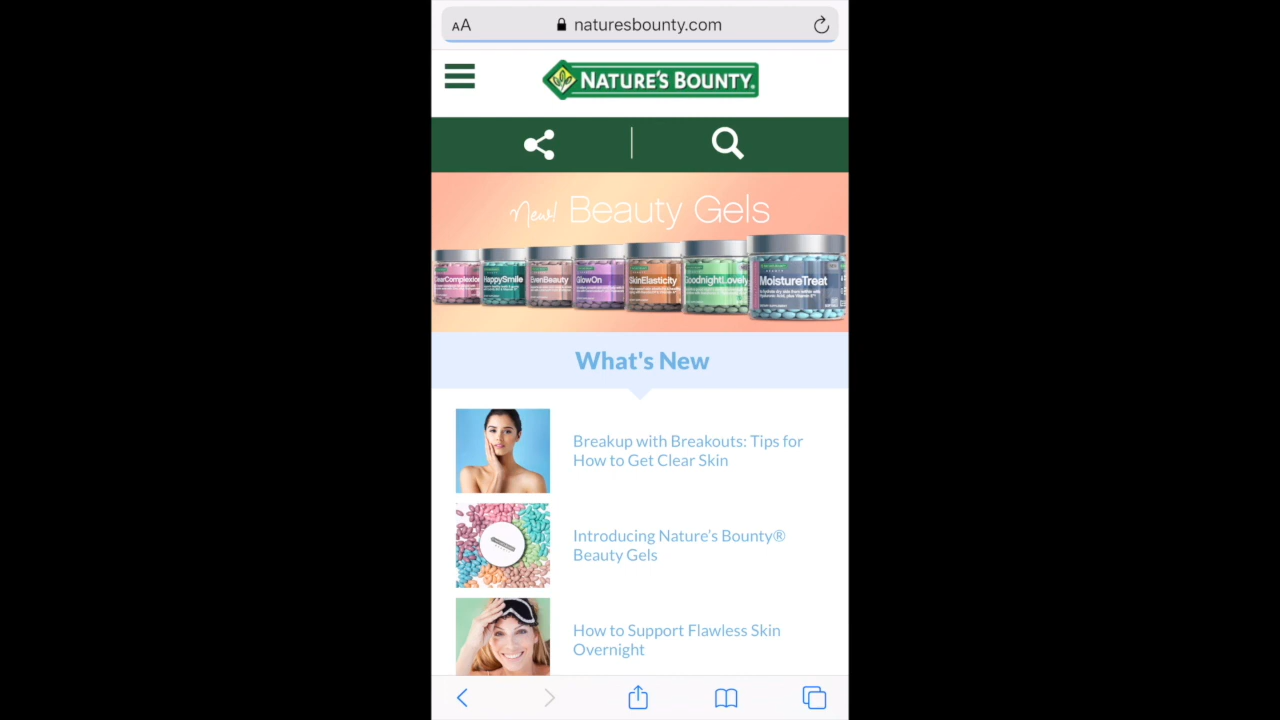 AA naturesbounty.com
NATURE'S BOUNTY®
New! Beauty Gels
ClearComplexion
HappySmile
EvenBeauty
GlowOn
SkinElasticity
GoodnightLovely
MoistureTreat
What's New
Breakup with Breakouts: Tips for
How to Get Clear Skin
Introducing Nature's Bounty®
Beauty Gels
How to Support Flawless Skin
Overnight